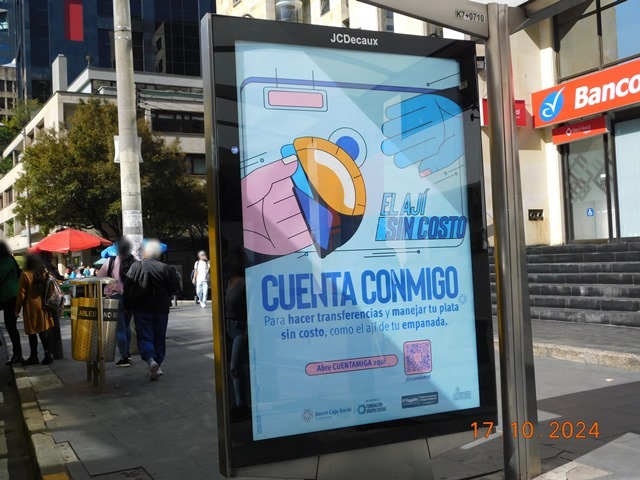 K7+0710
JCDecaux
Banco
EL AJÍ
SIN COSTO
CUENTA CONMIGO
Para hacer transferencias y manejar tu plata
sin costo, como el ají de tu empanada.
Abre CUENTAMIGA aquí
¡Escanéame!
Banco Caja Social
FUNDACIÓN
GRUPO SOCIAL
17 10 2024